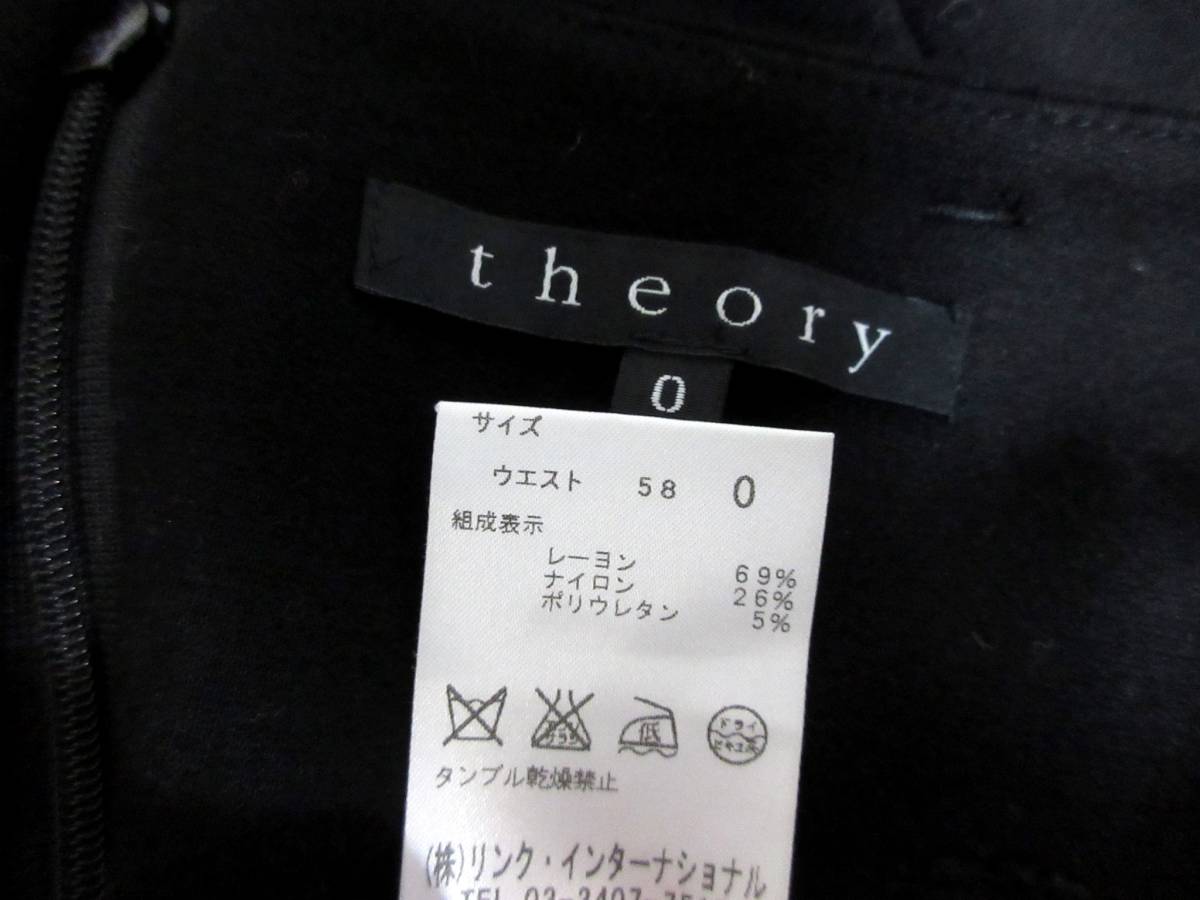 theory
0
サイズ
ウエスト 58 0
組成表示
レーヨン 69%
ナイロン 26%
ポリウレタン 5%
低
ドライ
タンブル乾燥禁止
(株)リンク・インターナショナル
TEL 03-3407-